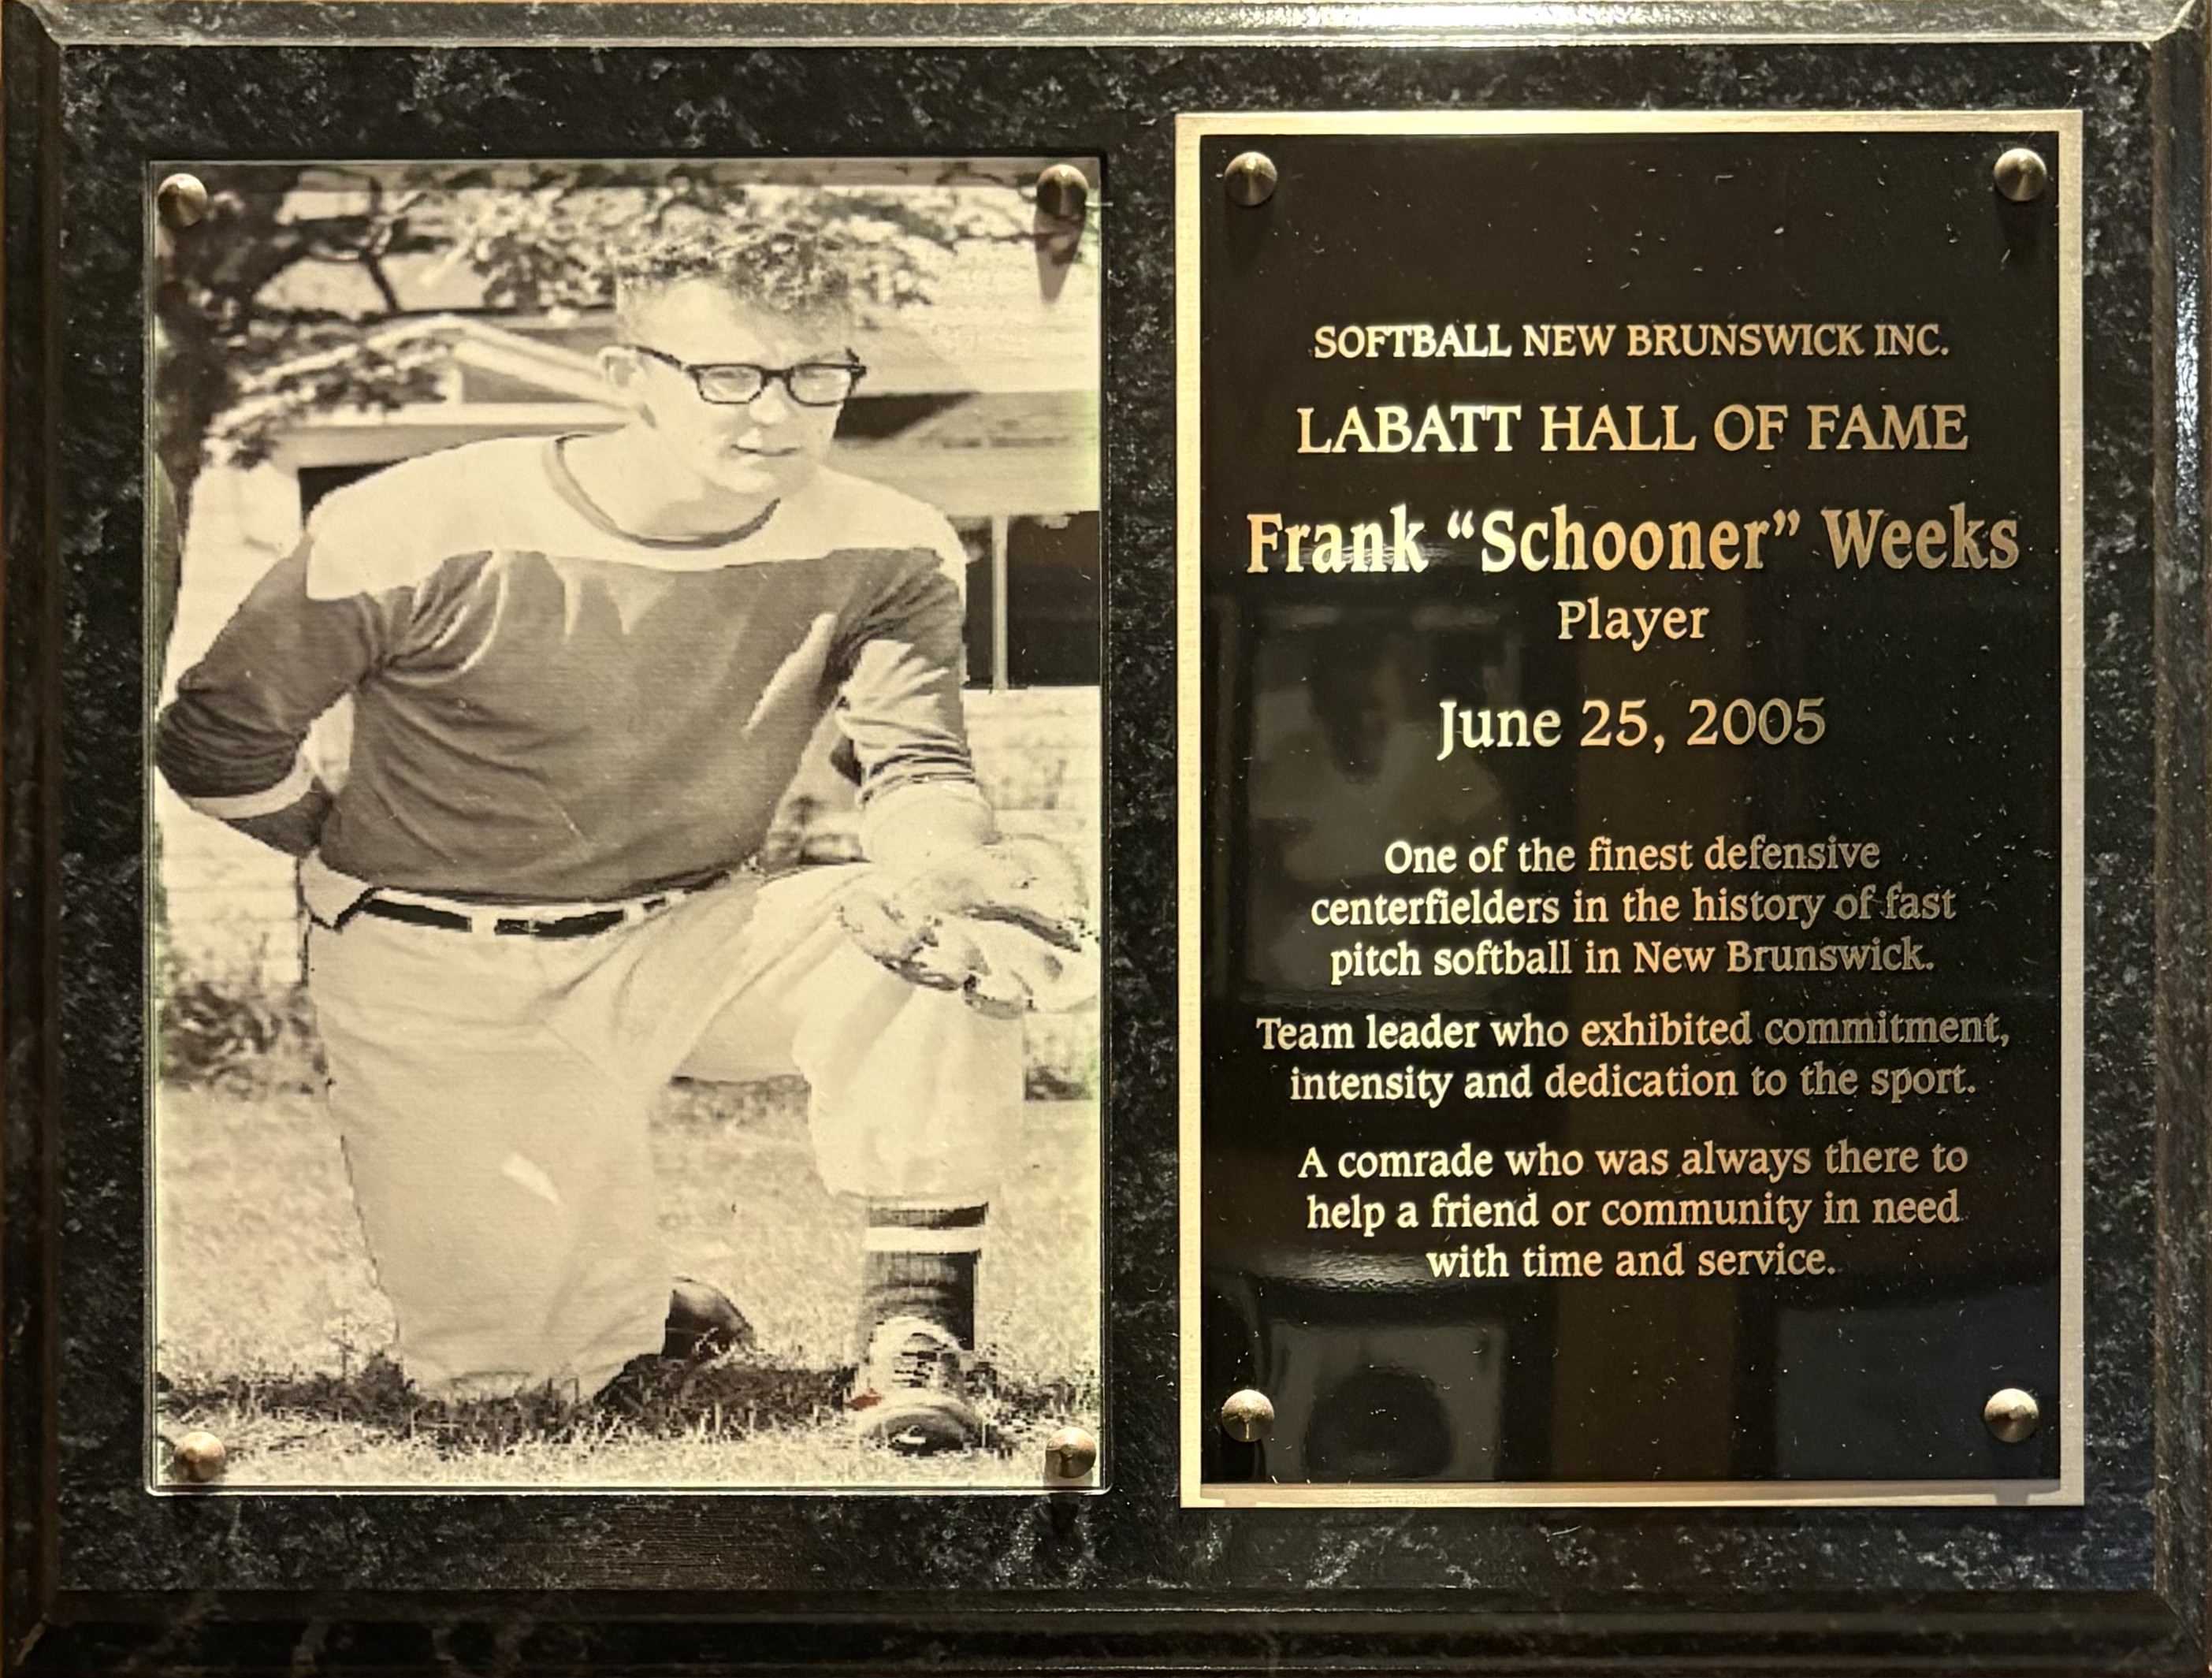 SOFTBALL NEW BRUNSWICK INC.
LABATT HALL OF FAME
Frank “Schooner” Weeks
Player
June 25, 2005
One of the finest defensive
centerfielders in the history of fast
pitch softball in New Brunswick.
Team leader who exhibited commitment,
intensity and dedication to the sport.
A comrade who was always there to
help a friend or community in need
with time and service.